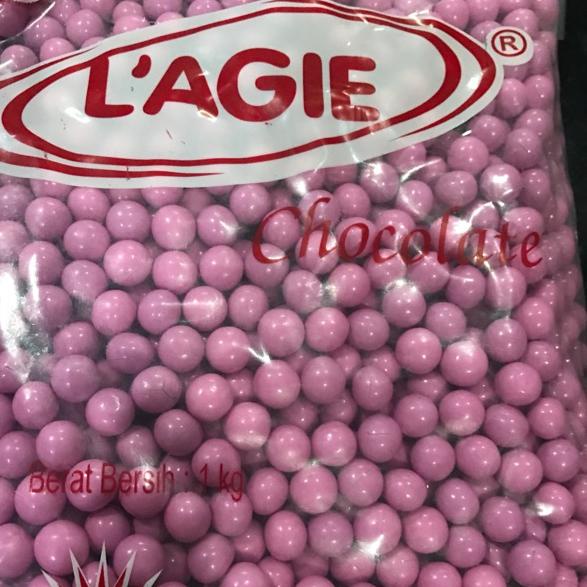 L'AGIE ®
Chocolate
Berat Bersih : 1 kg